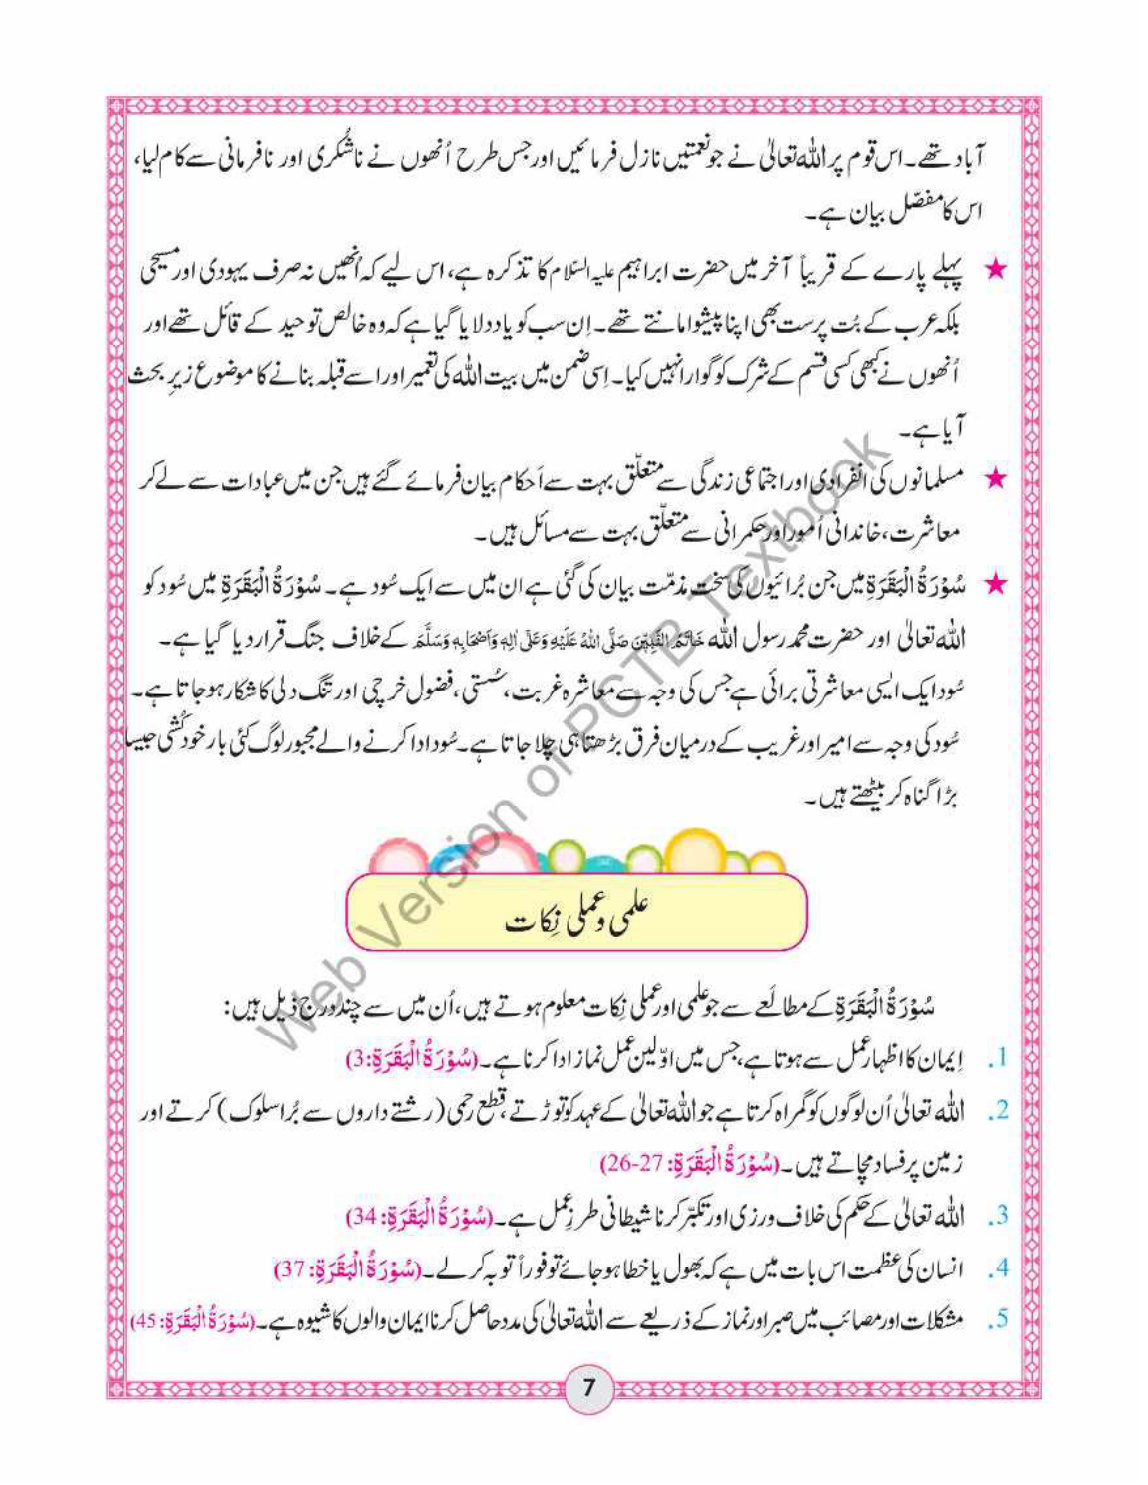 آباد تھے۔ اس قوم پر اللہ تعالیٰ نے جو نعمتیں نازل فرمائیں اور جس طرح اُنھوں نے ناشُکری اور نافرمانی سے کام لیا،
اس کا مفصّل بیان ہے۔
★ پہلے پارے کے قریباً آخر میں حضرت ابراہیم علیہ السّلام کا تذکرہ ہے، اس لیے کہ اُنھیں نہ صرف یہودی اور مسیحی
بلکہ عرب کے بُت پرست بھی اپنا پیشوا مانتے تھے۔ اِن سب کو یاد دلایا گیا ہے کہ وہ خالص توحید کے قائل تھے اور
اُنھوں نے کبھی کسی قسم کے شرک کو گوارا نہیں کیا۔ اِسی ضمن میں بیت اللہ کی تعمیر اور اسے قبلہ بنانے کا موضوع زیرِ بحث
آیا ہے۔
★ مسلمانوں کی انفرادی اور اجتماعی زندگی سے متعلّق بہت سے اَحکام بیان فرمائے گئے ہیں جن میں عبادات سے لے کر
معاشرت، خاندانی اُمور اور حکمرانی سے متعلّق بہت سے مسائل ہیں۔
★ سُوْرَۃُ الْبَقَرَۃِ میں جن بُرائیوں کی سخت مذمّت بیان کی گئی ہے ان میں سے ایک سُود ہے۔ سُوْرَۃُ الْبَقَرَۃِ میں سُود کو
اللہ تعالیٰ اور حضرت محمد رسول اللہ خَاتَمُ النَّبِیّٖنَ صَلَّی اللہُ عَلَیْہِ وَعَلٰٓی اٰلِہٖ وَاَصْحَابِہٖ وَسَلَّمَ کے خلاف جنگ قرار دیا گیا ہے۔
سُود ایک ایسی معاشرتی برائی ہے جس کی وجہ سے معاشرہ غربت، سُستی، فضول خرچی اور تنگ دلی کا شکار ہو جاتا ہے۔
سُود کی وجہ سے امیر اور غریب کے درمیان فرق بڑھتا ہی چلا جاتا ہے۔ سُود ادا کرنے والے مجبور لوگ کئی بار خودکُشی جیسا
بڑا گناہ کر بیٹھتے ہیں۔
علمی و عملی نِکات
سُوْرَۃُ الْبَقَرَۃِ کے مطالَعے سے جو علمی اور عملی نِکات معلوم ہوتے ہیں، اُن میں سے چند درج ذیل ہیں:
1. اِیمان کا اظہار عمل سے ہوتا ہے، جس میں اوّلین عمل نماز ادا کرنا ہے۔ (سُوْرَۃُ الْبَقَرَۃِ:3)
2. اللہ تعالیٰ اُن لوگوں کو گمراہ کرتا ہے جو اللہ تعالیٰ کے عہد کو توڑتے، قطع رحمی (رشتے داروں سے بُرا سلوک) کرتے اور
زمین پر فساد مچاتے ہیں۔ (سُوْرَۃُ الْبَقَرَۃِ: 27-26)
3. اللہ تعالیٰ کے حکم کی خلاف ورزی اور تکبّر کرنا شیطانی طرزِ عمل ہے۔ (سُوْرَۃُ الْبَقَرَۃِ: 34)
4. انسان کی عظمت اس بات میں ہے کہ بھول یا خطا ہو جائے تو فوراً توبہ کر لے۔ (سُوْرَۃُ الْبَقَرَۃِ: 37)
5. مشکلات اور مصائب میں صبر اور نماز کے ذریعے سے اللہ تعالیٰ کی مدد حاصل کرنا ایمان والوں کا شیوہ ہے۔ (سُوْرَۃُ الْبَقَرَۃِ: 45)
7
Web Version of PCTB Textbook